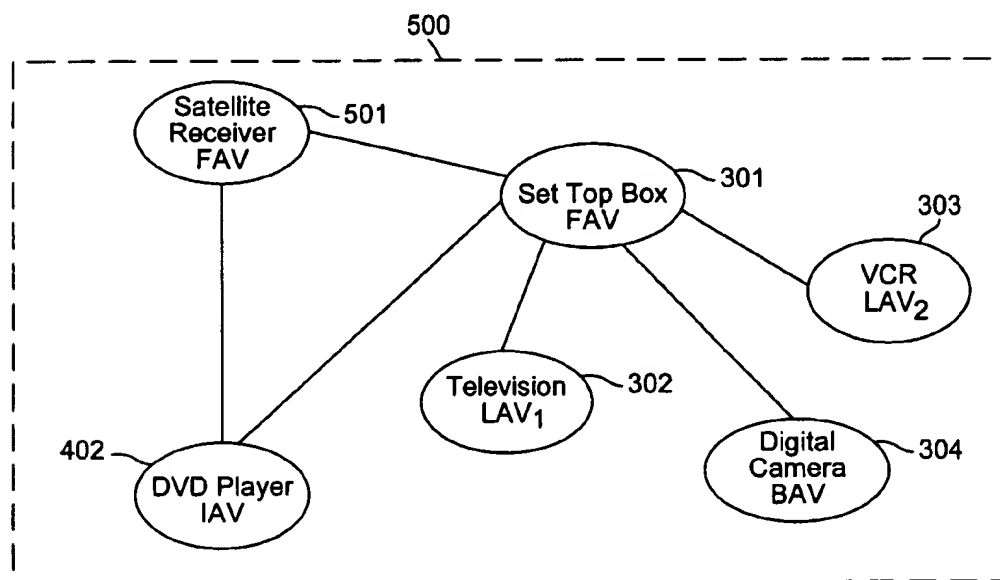 500
Satellite
Receiver
FAV
501
Set Top Box
FAV
301
303
VCR
LAV2
Television
LAV1
302
402
DVD Player
IAV
Digital
Camera
BAV
304